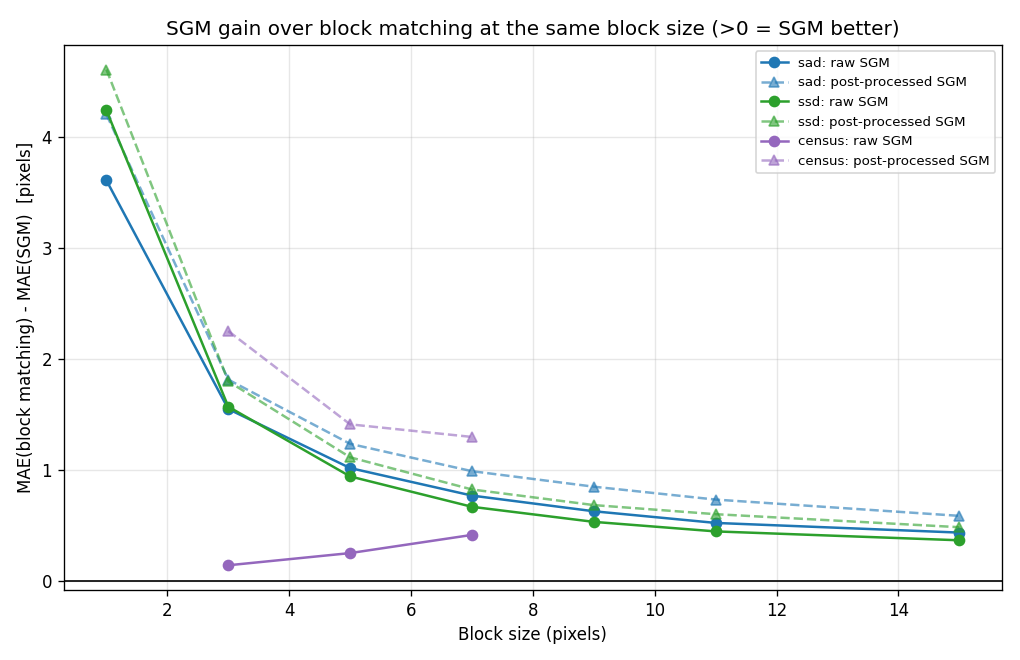 SGM gain over block matching at the same block size (>0 = SGM better)
sad: raw SGM
sad: post-processed SGM
ssd: raw SGM
ssd: post-processed SGM
census: raw SGM
census: post-processed SGM
MAE(block matching) - MAE(SGM)  [pixels]
4
3
2
1
0
2 4 6 8 10 12 14
Block size (pixels)